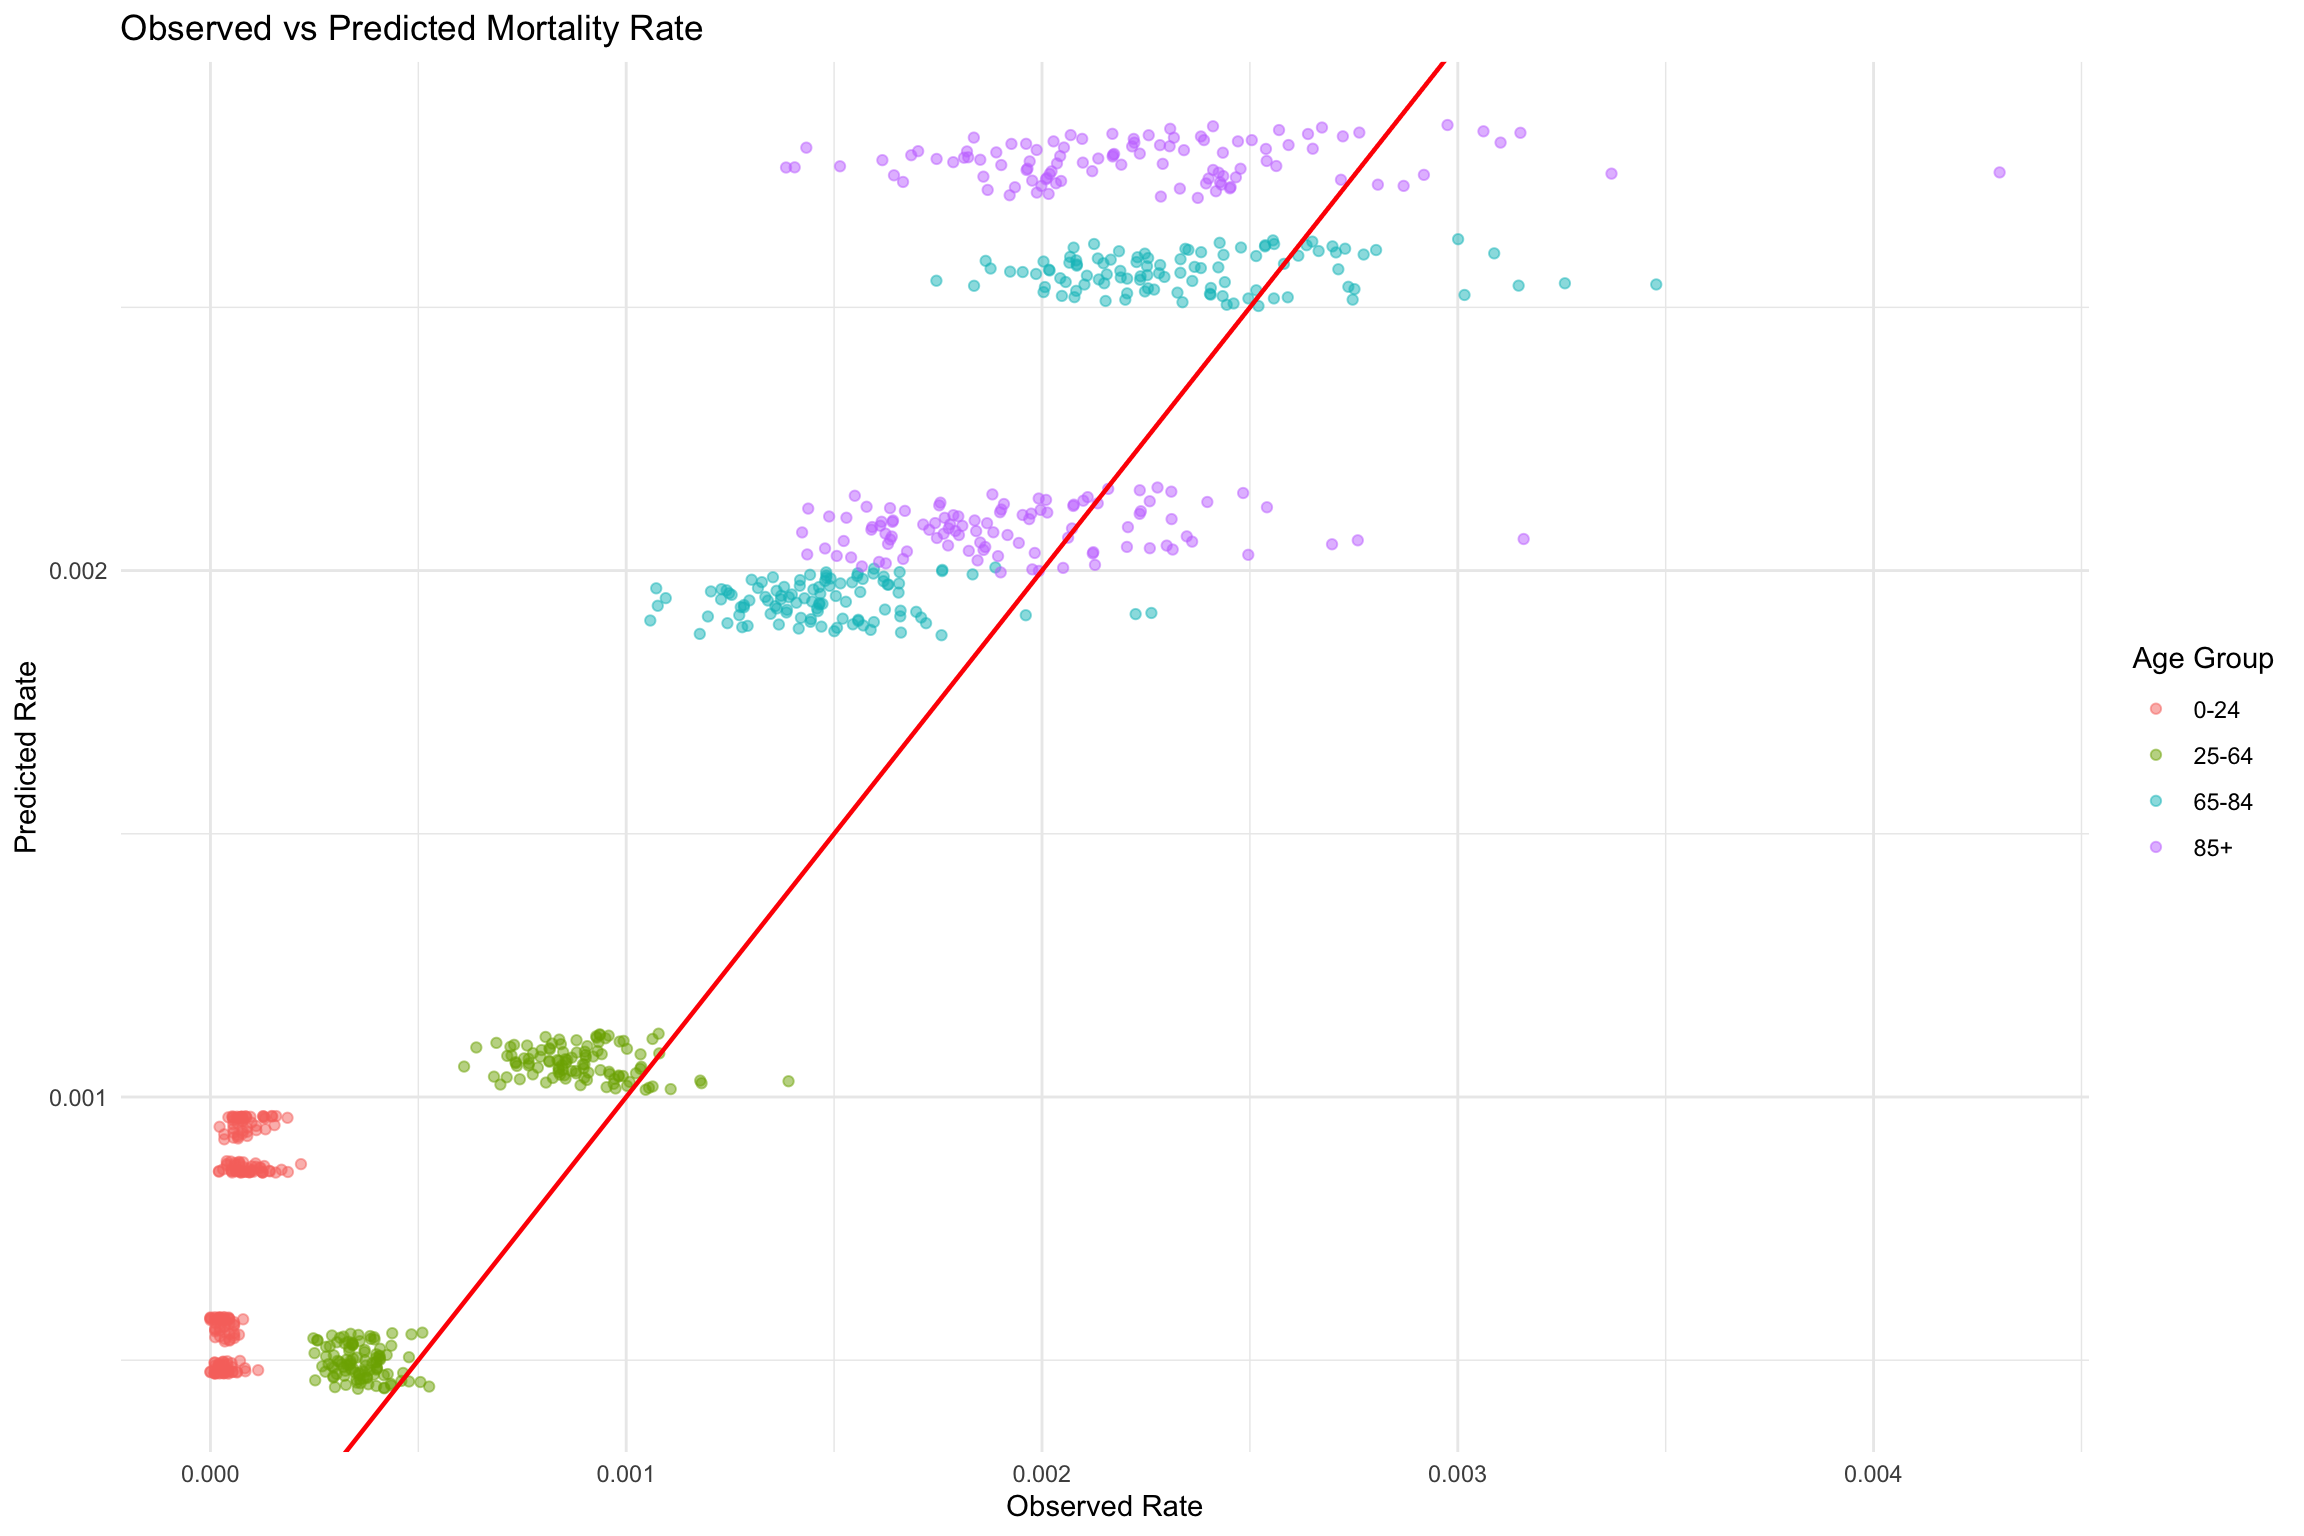 Observed vs Predicted Mortality Rate
Predicted Rate
0.002
0.001
0.000
0.001
0.002
0.003
0.004
Observed Rate
Age Group
0-24
25-64
65-84
85+